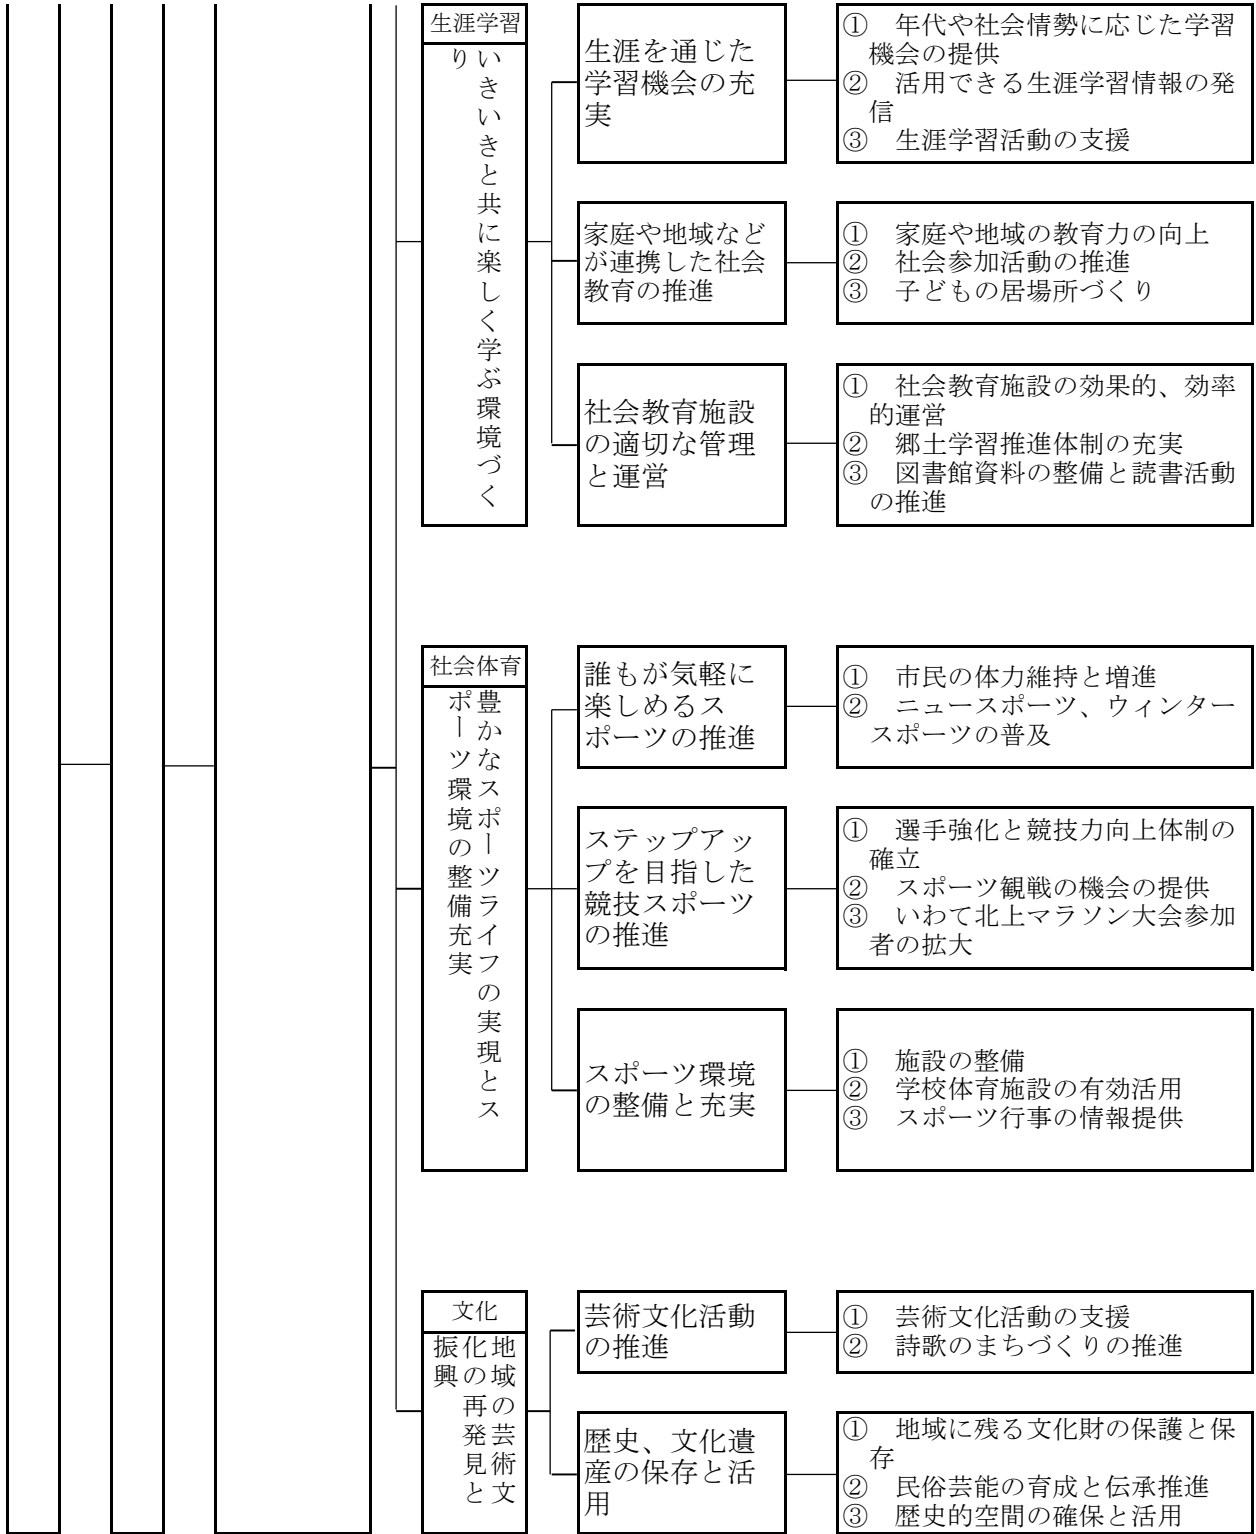 生涯学習
いきいきと共に楽しく学ぶ環境づく
り
生涯を通じた
学習機会の充
実
① 年代や社会情勢に応じた学習
機会の提供
② 活用できる生涯学習情報の発
信
③ 生涯学習活動の支援
家庭や地域など
が連携した社会
教育の推進
① 家庭や地域の教育力の向上
② 社会参加活動の推進
③ 子どもの居場所づくり
社会教育施設
の適切な管理
と運営
① 社会教育施設の効果的、効率
的運営
② 郷土学習推進体制の充実
③ 図書館資料の整備と読書活動
の推進
社会体育
豊かなスポーツライフの実現とス
ポーツ環境の整備充実
誰もが気軽に
楽しめるス
ポーツの推進
① 市民の体力維持と増進
② ニュースポーツ、ウィンター
スポーツの普及
ステップアッ
プを目指した
競技スポーツ
の推進
① 選手強化と競技力向上体制の
確立
② スポーツ観戦の機会の提供
③ いわて北上マラソン大会参加
者の拡大
スポーツ環境
の整備と充実
① 施設の整備
② 学校体育施設の有効活用
③ スポーツ行事の情報提供
文化
地域の芸術文
化の再発見と
振興
芸術文化活動
の推進
① 芸術文化活動の支援
② 詩歌のまちづくりの推進
歴史、文化遺
産の保存と活
用
① 地域に残る文化財の保護と保
存
② 民俗芸能の育成と伝承推進
③ 歴史的空間の確保と活用